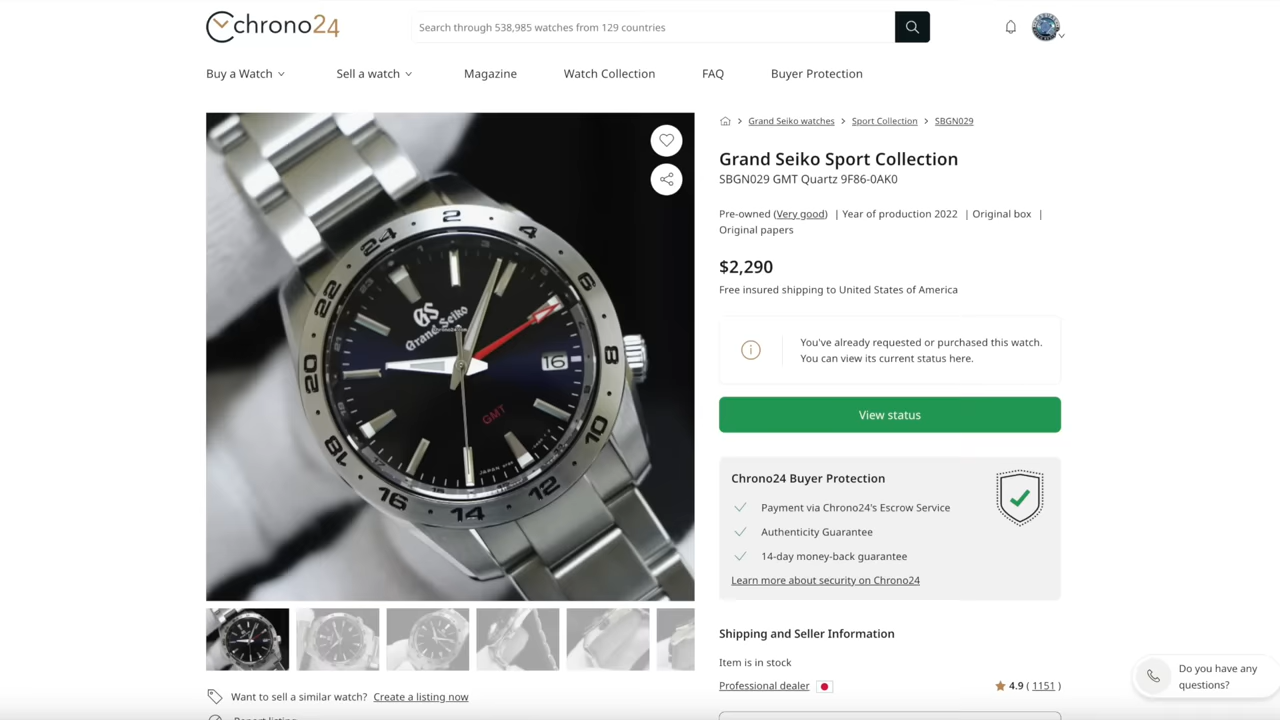 chrono24
Search through 538,985 watches from 129 countries
Buy a Watch
Sell a watch
Magazine
Watch Collection
FAQ
Buyer Protection
24
2
4
6
8
10
12
14
16
18
20
22
GS
Grand Seiko
16
GMT
JAPAN
Grand Seiko watches
Sport Collection
SBGN029
Grand Seiko Sport Collection
SBGN029 GMT Quartz 9F86-0AK0
Pre-owned (Very good) | Year of production 2022 | Original box |
Original papers
$2,290
Free insured shipping to United States of America
You've already requested or purchased this watch.
You can view its current status here.
View status
Chrono24 Buyer Protection
Payment via Chrono24's Escrow Service
Authenticity Guarantee
14-day money-back guarantee
Learn more about security on Chrono24
Shipping and Seller Information
Item is in stock
Professional dealer
4.9 ( 1151 )
Want to sell a similar watch? Create a listing now
Do you have any
questions?